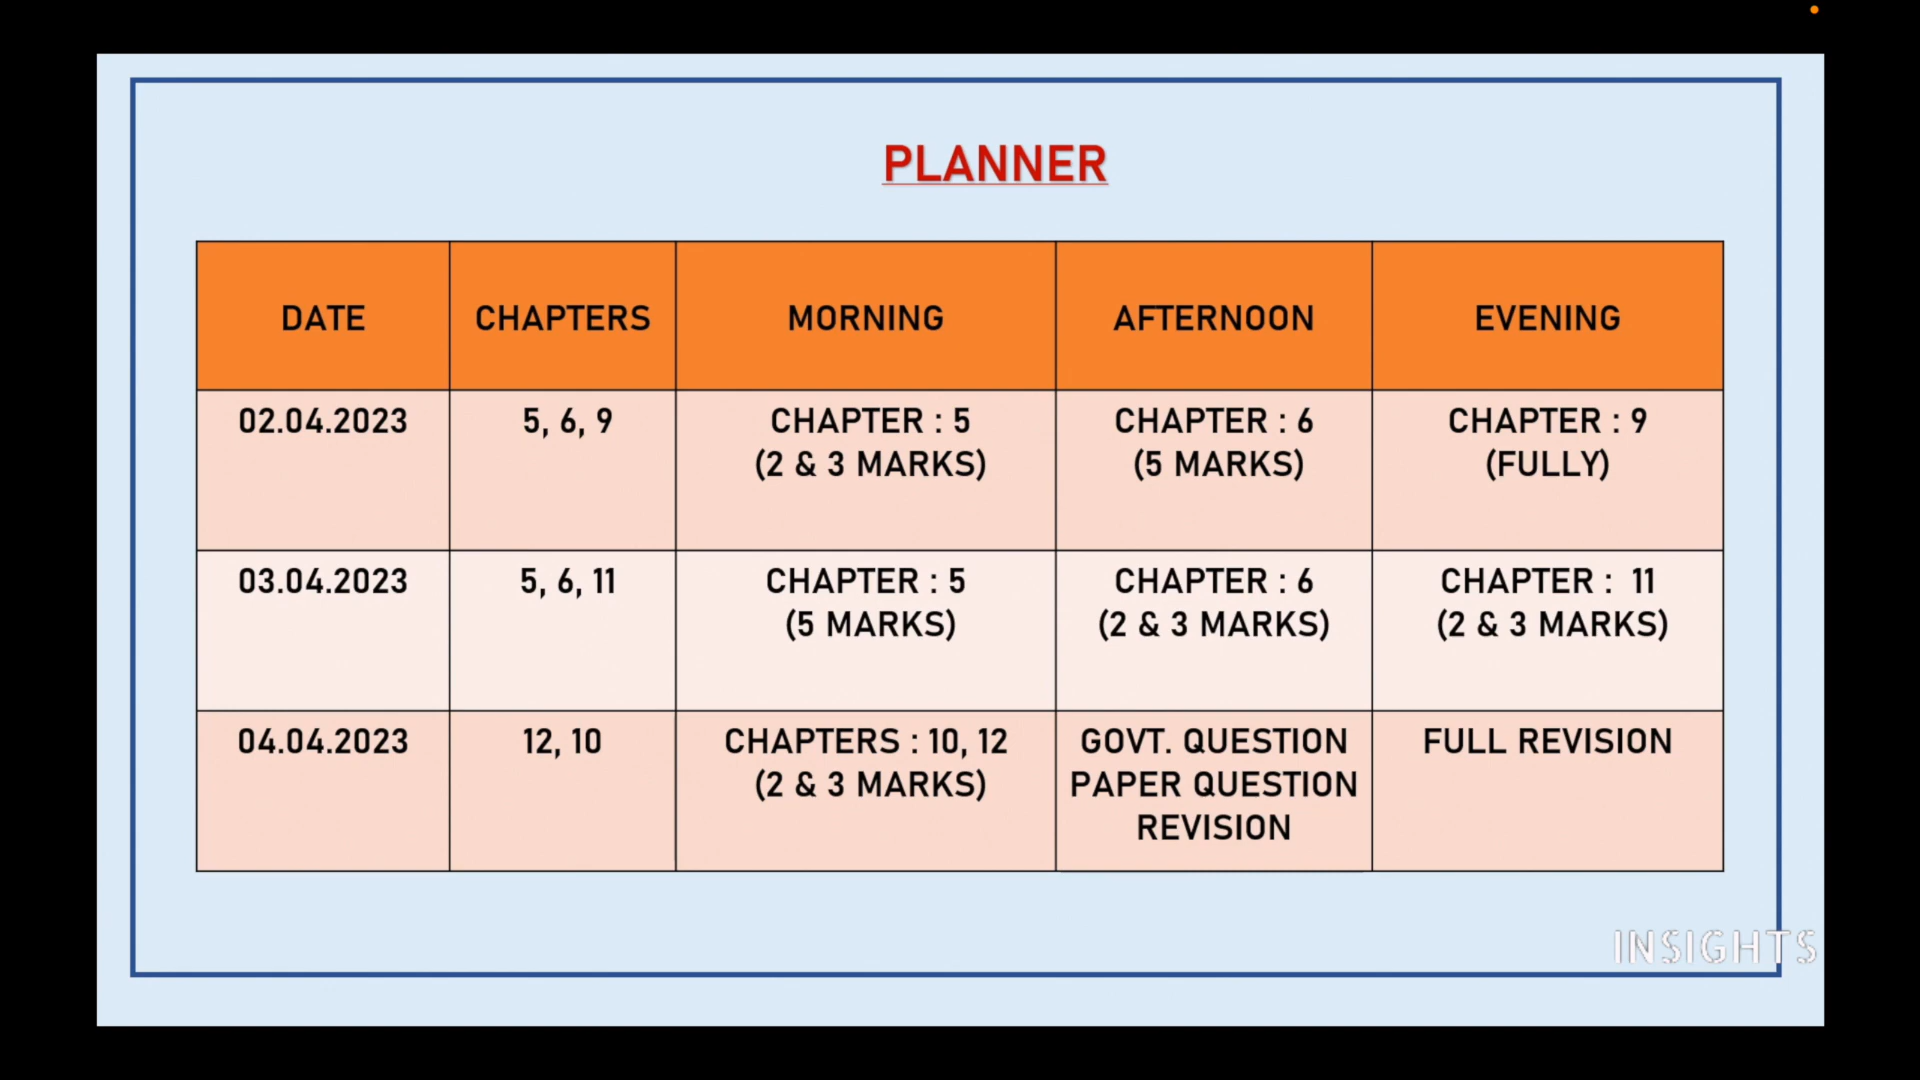 PLANNER
DATE
CHAPTERS
MORNING
AFTERNOON
EVENING
02.04.2023
5, 6, 9
CHAPTER : 5
(2 & 3 MARKS)
CHAPTER : 6
(5 MARKS)
CHAPTER : 9
(FULLY)
03.04.2023
5, 6, 11
CHAPTER : 5
(5 MARKS)
CHAPTER : 6
(2 & 3 MARKS)
CHAPTER : 11
(2 & 3 MARKS)
04.04.2023
12, 10
CHAPTERS : 10, 12
(2 & 3 MARKS)
GOVT. QUESTION
PAPER QUESTION
REVISION
FULL REVISION
INSIGHTS